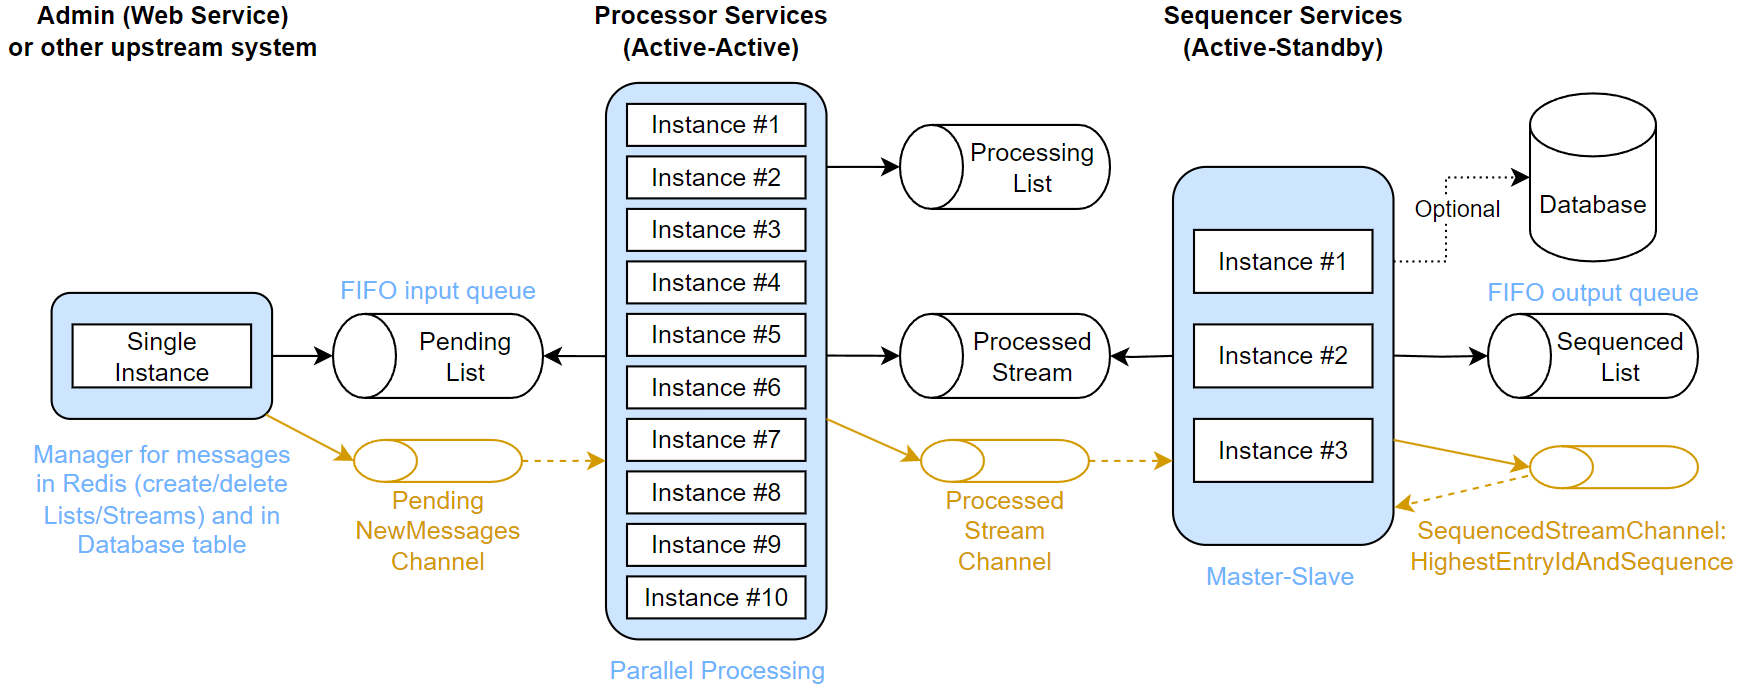 Admin (Web Service)
or other upstream system
Processor Services
(Active-Active)
Sequencer Services
(Active-Standby)
Single
Instance
Manager for messages
in Redis (create/delete
Lists/Streams) and in
Database table
FIFO input queue
Pending
List
Pending
NewMessages
Channel
Instance #1
Instance #2
Instance #3
Instance #4
Instance #5
Instance #6
Instance #7
Instance #8
Instance #9
Instance #10
Parallel Processing
Processing
List
Processed
Stream
Processed
Stream
Channel
Instance #1
Instance #2
Instance #3
Master-Slave
Optional
Database
FIFO output queue
Sequenced
List
SequencedStreamChannel:
HighestEntryIdAndSequence